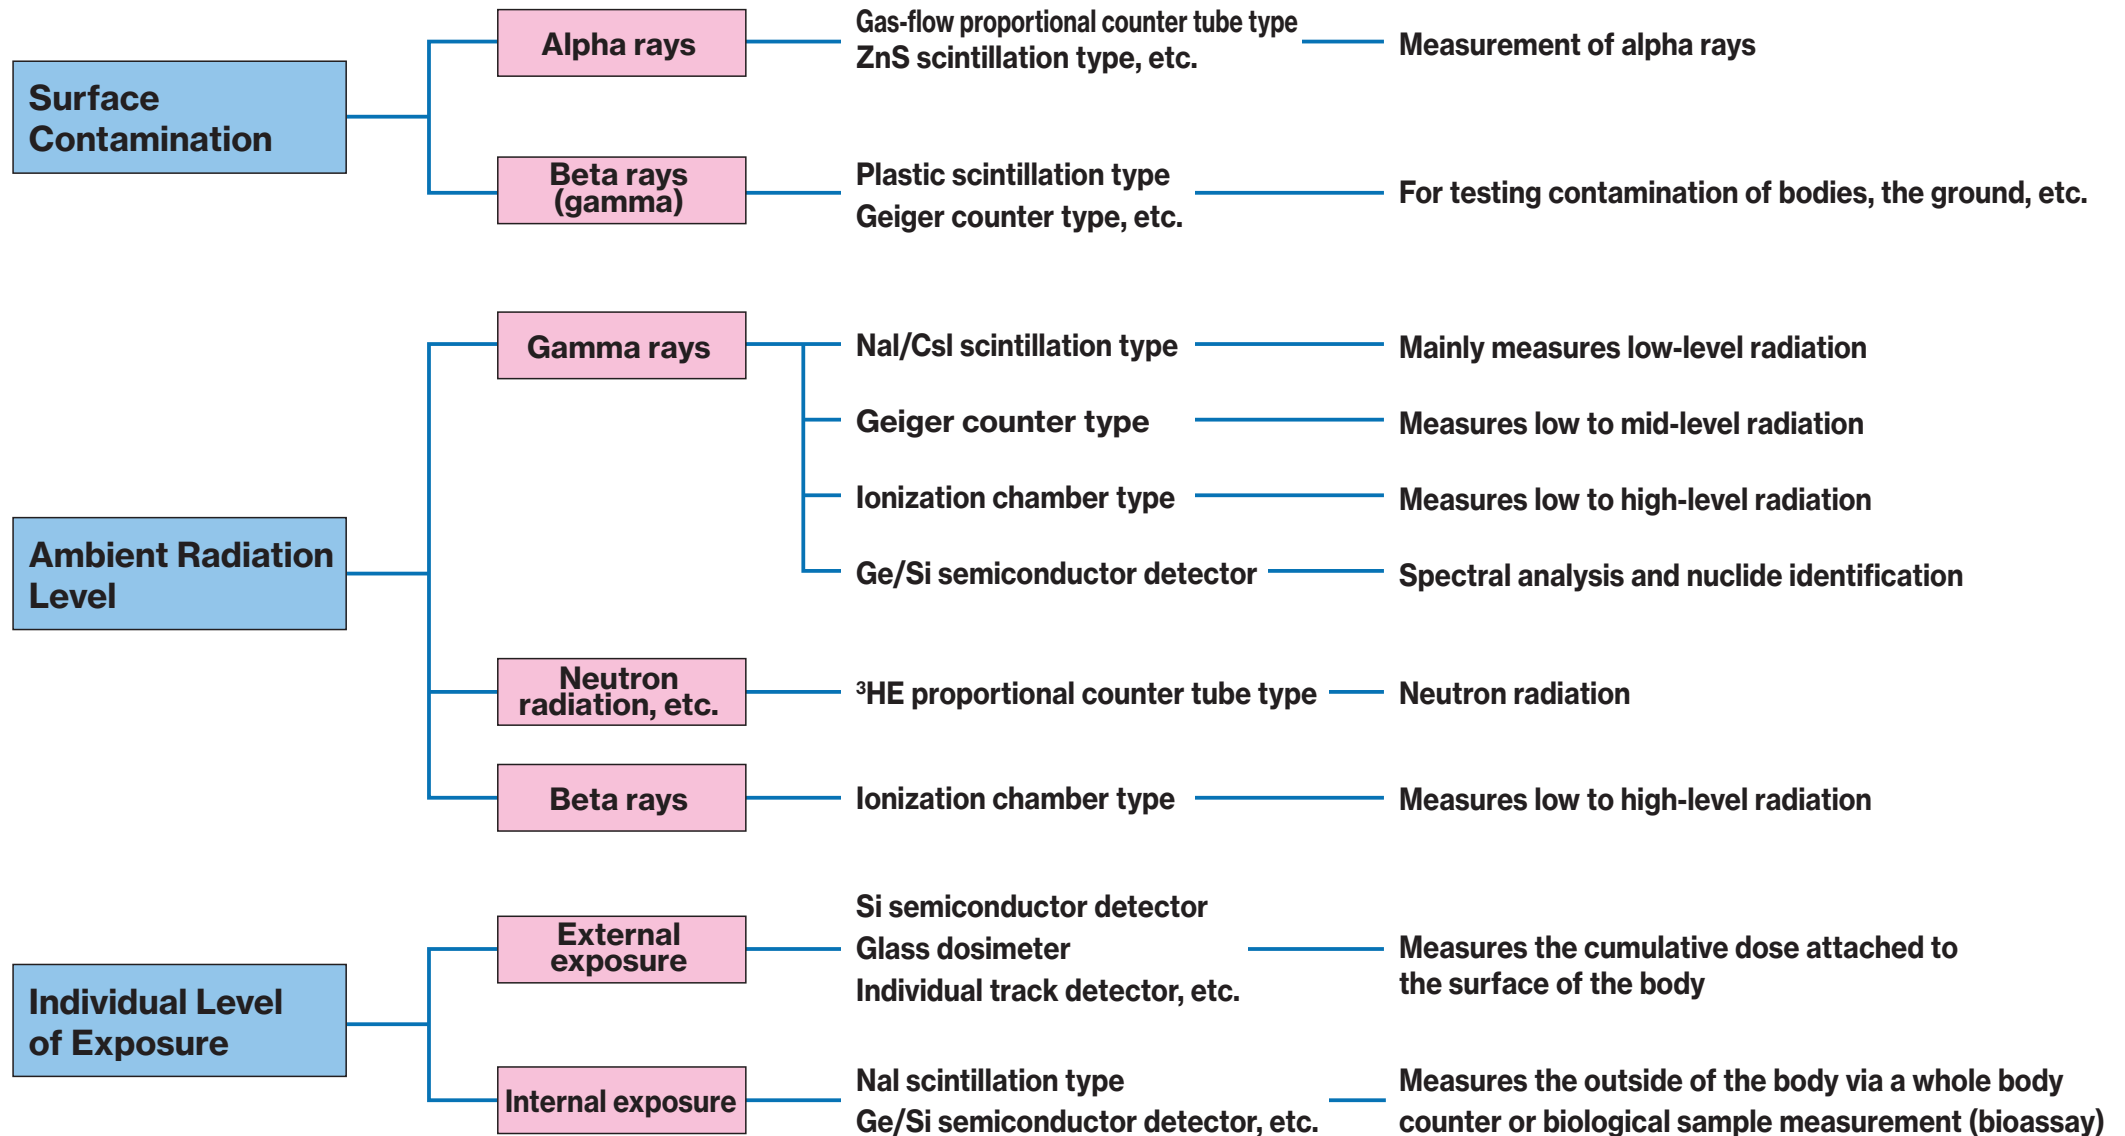 Surface
Contamination
Alpha rays
Gas-flow proportional counter tube type
ZnS scintillation type, etc.
Measurement of alpha rays
Beta rays
(gamma)
Plastic scintillation type
Geiger counter type, etc.
For testing contamination of bodies, the ground, etc.
Ambient Radiation
Level
Gamma rays
NaI/CsI scintillation type
Mainly measures low-level radiation
Geiger counter type
Measures low to mid-level radiation
Ionization chamber type
Measures low to high-level radiation
Ge/Si semiconductor detector
Spectral analysis and nuclide identification
Neutron
radiation, etc.
³HE proportional counter tube type
Neutron radiation
Beta rays
Ionization chamber type
Measures low to high-level radiation
Individual Level
of Exposure
External
exposure
Si semiconductor detector
Glass dosimeter
Individual track detector, etc.
Measures the cumulative dose attached to
the surface of the body
Internal exposure
NaI scintillation type
Ge/Si semiconductor detector, etc.
Measures the outside of the body via a whole body
counter or biological sample measurement (bioassay)